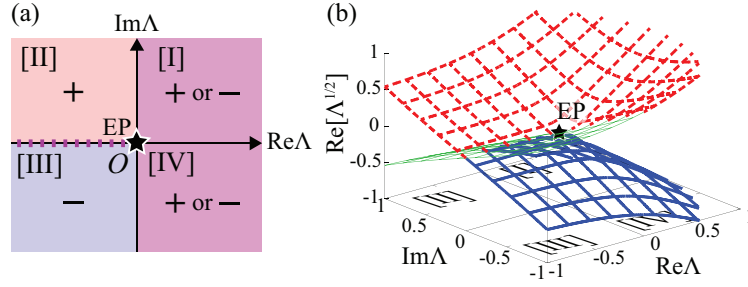 (a)
ImΛ
[II]
[I]
+
+ or −
EP
ReΛ
[III]
O
[IV]
−
+ or −
(b)
Re[Λ^{1/2}]
1
0.5
0
-0.5
-1
EP
[I]
[II]
[III]
[IV]
1
0.5
0
-0.5
-1
ImΛ
-1
-0.5
0
0.5
1
ReΛ